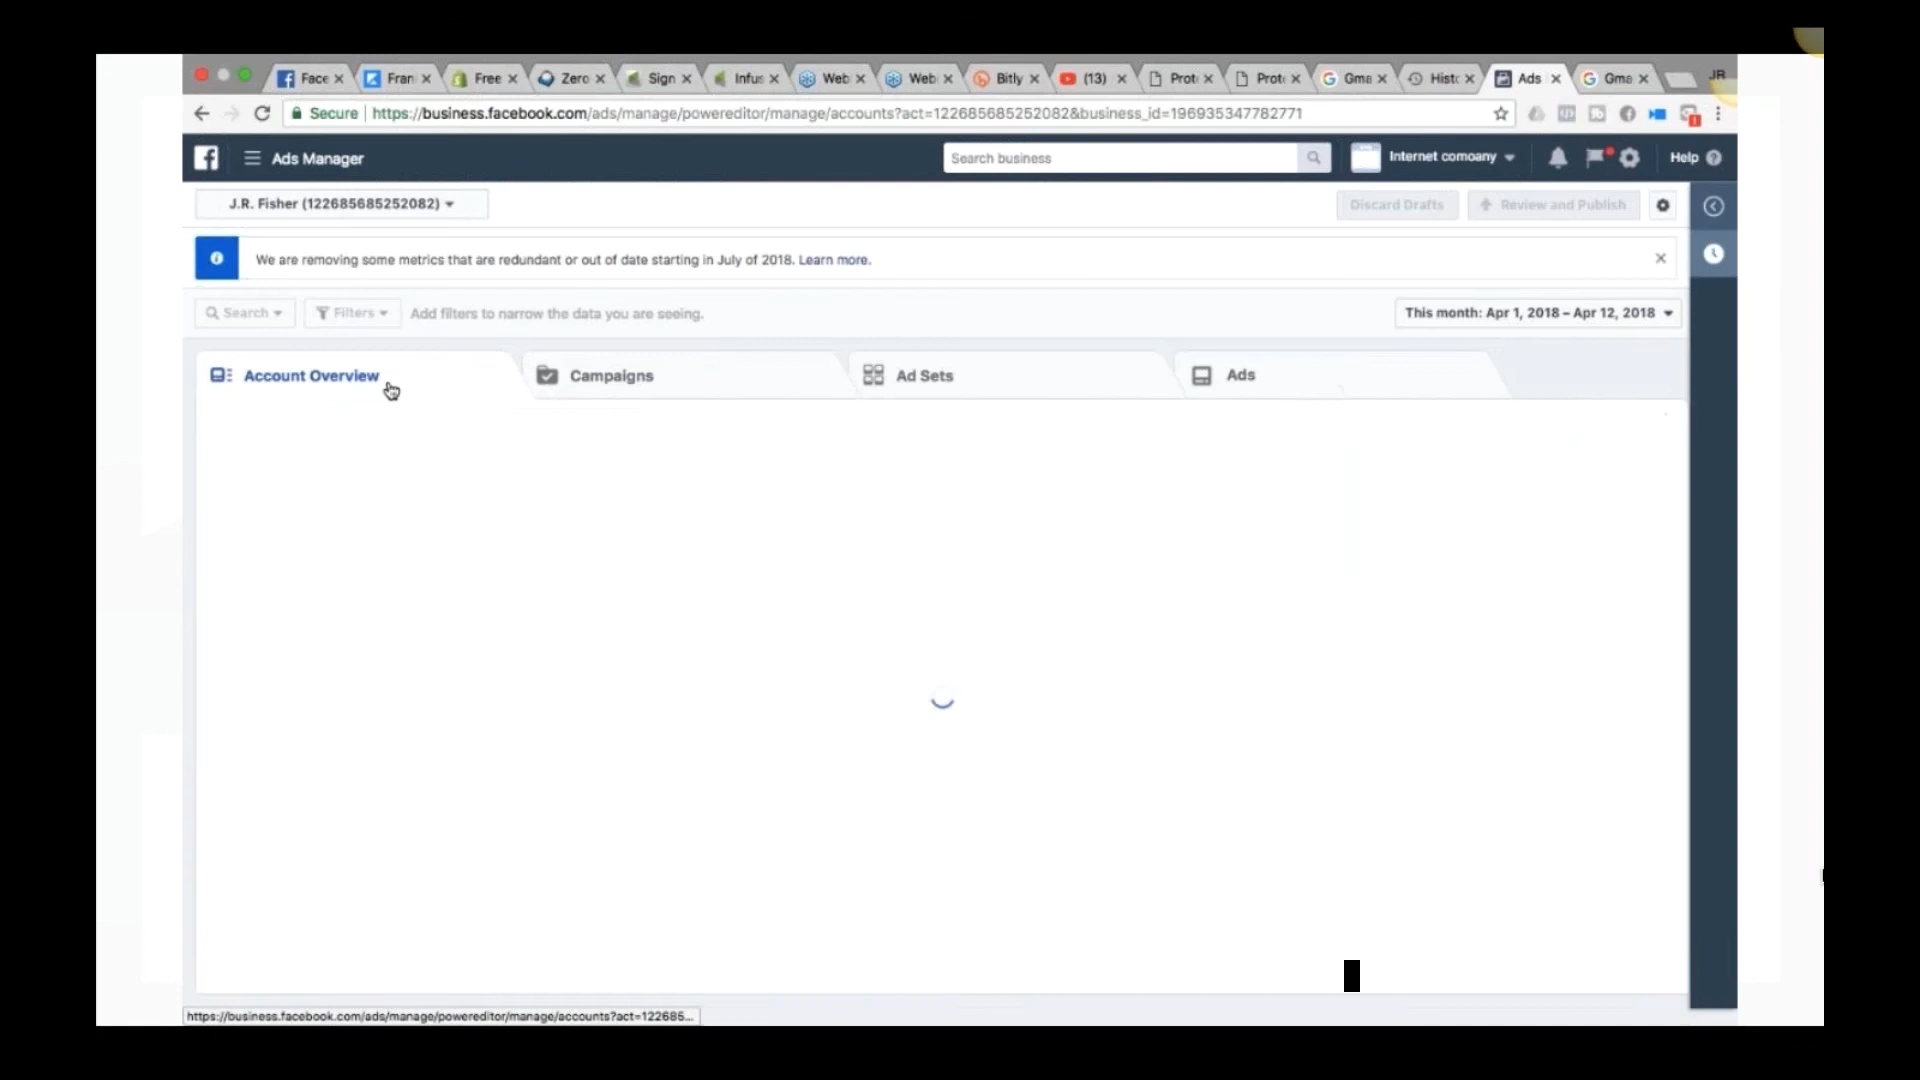 Face Fran Free Zero Sign Infus Web Web Bitly (13) Prot Prot Gma Histo Ads Gma JR
Secure https://business.facebook.com/ads/manage/powereditor/manage/accounts?act=122685685252082&business_id=196935347782771
Ads Manager Search business Internet comoany Help
J.R. Fisher (122685685252082) Discard Drafts Review and Publish
We are removing some metrics that are redundant or out of date starting in July of 2018. Learn more.
Search Filters Add filters to narrow the data you are seeing. This month: Apr 1, 2018 – Apr 12, 2018
Account Overview Campaigns Ad Sets Ads
https://business.facebook.com/ads/manage/powereditor/manage/accounts?act=122685...